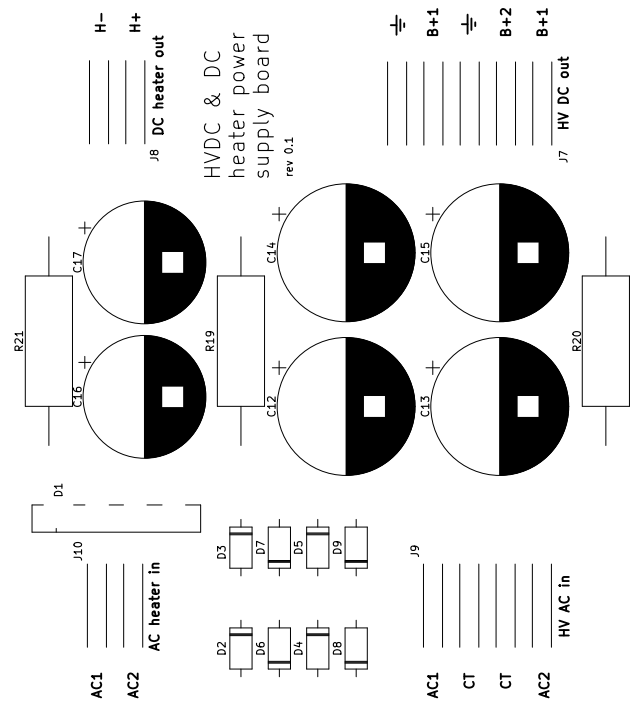 H-
H+
J8
DC heater out
HVDC & DC
heater power
supply board
rev 0.1
B+1
B+2
B+1
HV DC out
J7
C17
C14
C15
R21
R19
R20
C16
C12
C13
D1
J10
AC heater in
AC1
AC2
D3
D7
D5
D9
D2
D6
D4
D8
J9
HV AC in
AC1
CT
CT
AC2